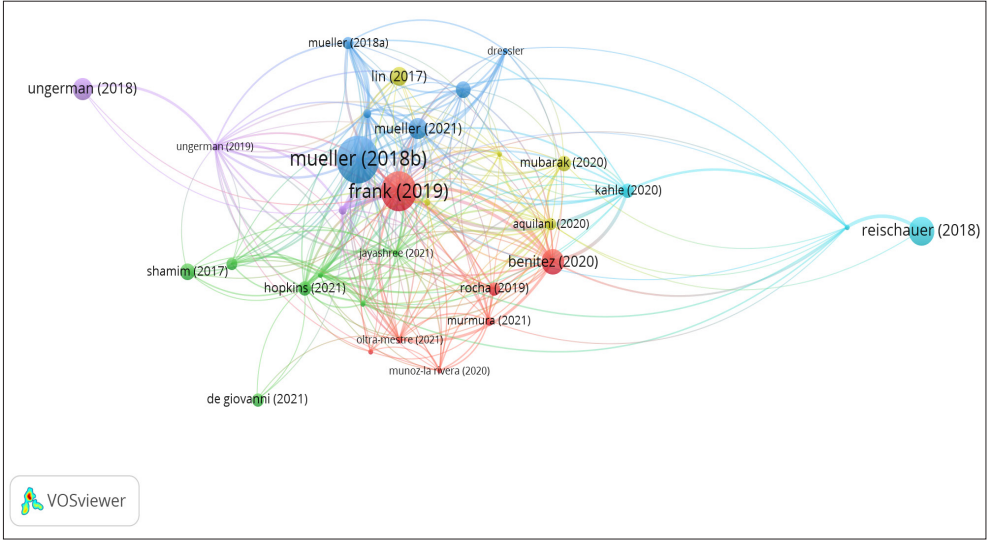 mueller (2018a)
dressler
lin (2017)
ungerman (2018)
mueller (2021)
ungerman (2019)
mueller (2018b)
mubarak (2020)
frank (2019)
kahle (2020)
aquilani (2020)
reischauer (2018)
jayashree (2021)
benitez (2020)
shamim (2017)
hopkins (2021)
rocha (2019)
murmura (2021)
oltra-mestre (2021)
munoz-la rivera (2020)
de giovanni (2021)
VOSviewer